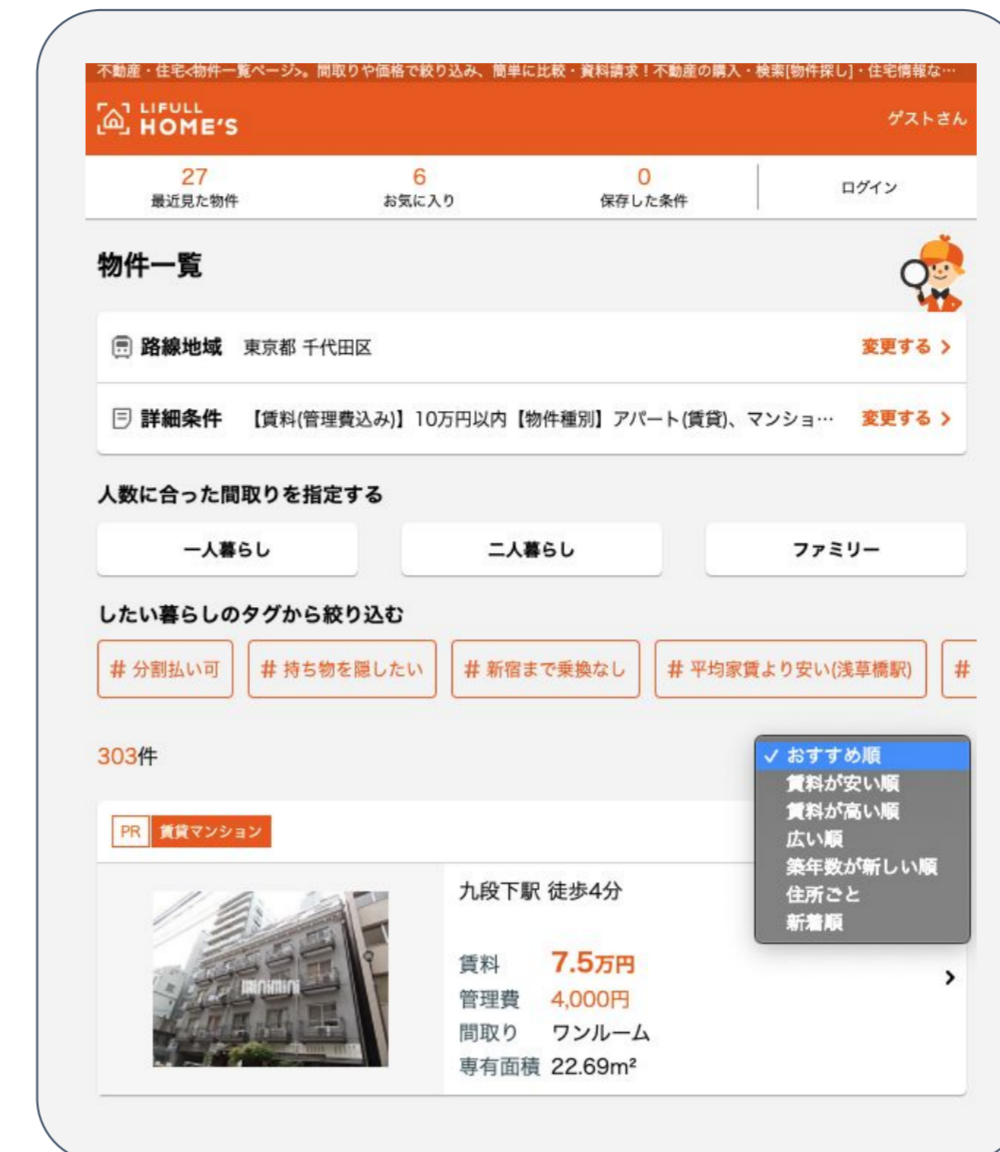 不動産・住宅<物件一覧ページ>。間取りや価格で絞り込み、簡単に比較・資料請求！不動産の購入・検索[物件探し]・住宅情報な…
LIFULL
HOME'S
ゲストさん
27
最近見た物件
6
お気に入り
0
保存した条件
ログイン
物件一覧
路線地域 東京都 千代田区 変更する
詳細条件 【賃料(管理費込み)】10万円以内【物件種別】アパート(賃貸)、マンショ… 変更する
人数に合った間取りを指定する
一人暮らし 二人暮らし ファミリー
したい暮らしのタグから絞り込む
# 分割払い可 # 持ち物を隠したい # 新宿まで乗換なし # 平均家賃より安い(浅草橋駅) #
303件
✓ おすすめ順
賃料が安い順
賃料が高い順
広い順
築年数が新しい順
住所ごと
新着順
PR 賃貸マンション
九段下駅 徒歩4分
minimini
賃料 7.5万円
管理費 4,000円
間取り ワンルーム
専有面積 22.69m²